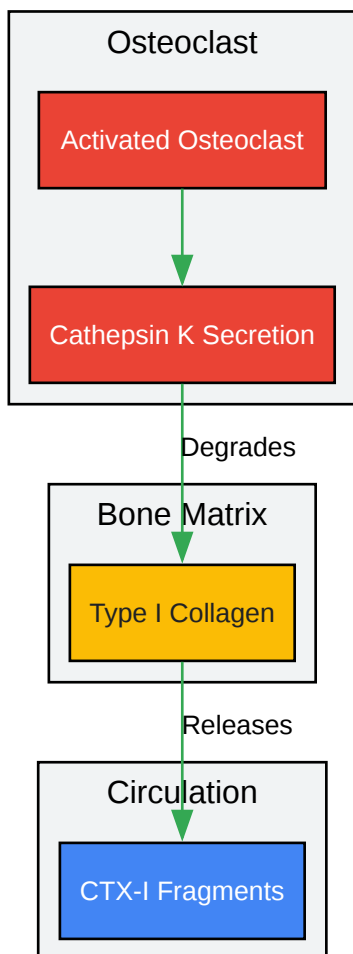 Osteoclast
Activated Osteoclast
Cathepsin K Secretion
Degrades
Bone Matrix
Type I Collagen
Releases
Circulation
CTX-I Fragments